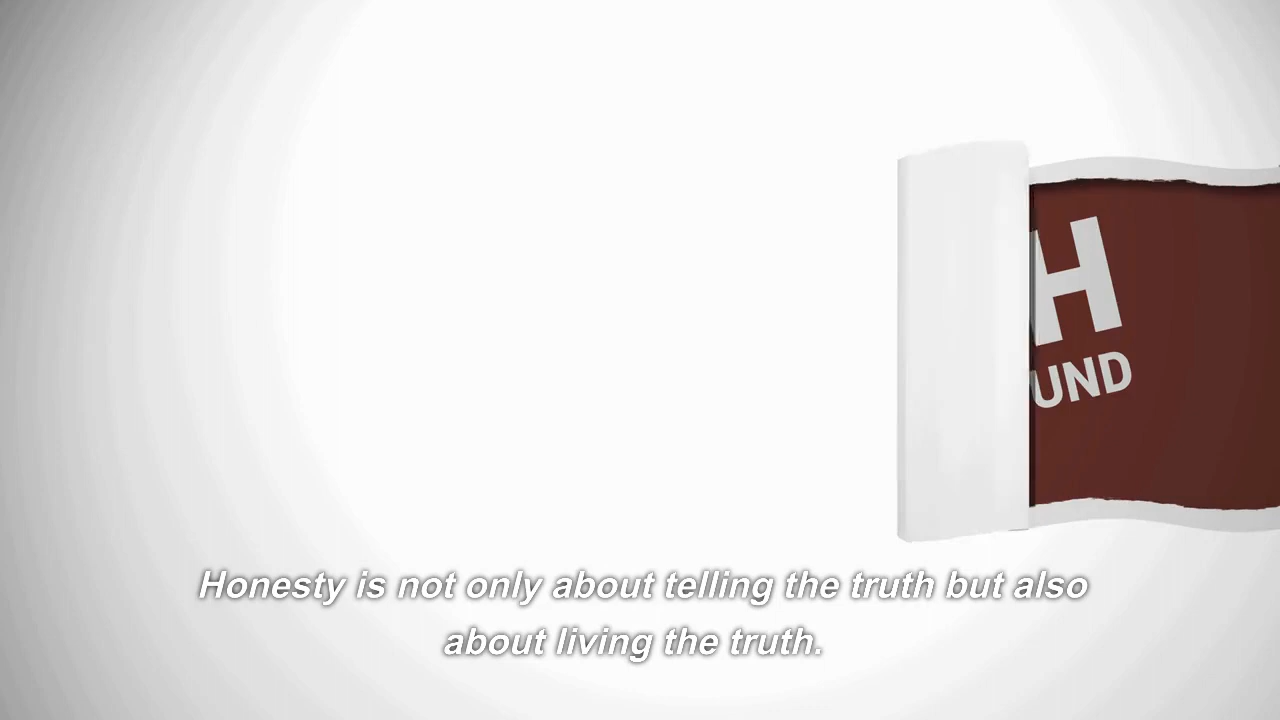 H
UND
Honesty is not only about telling the truth but also
about living the truth.